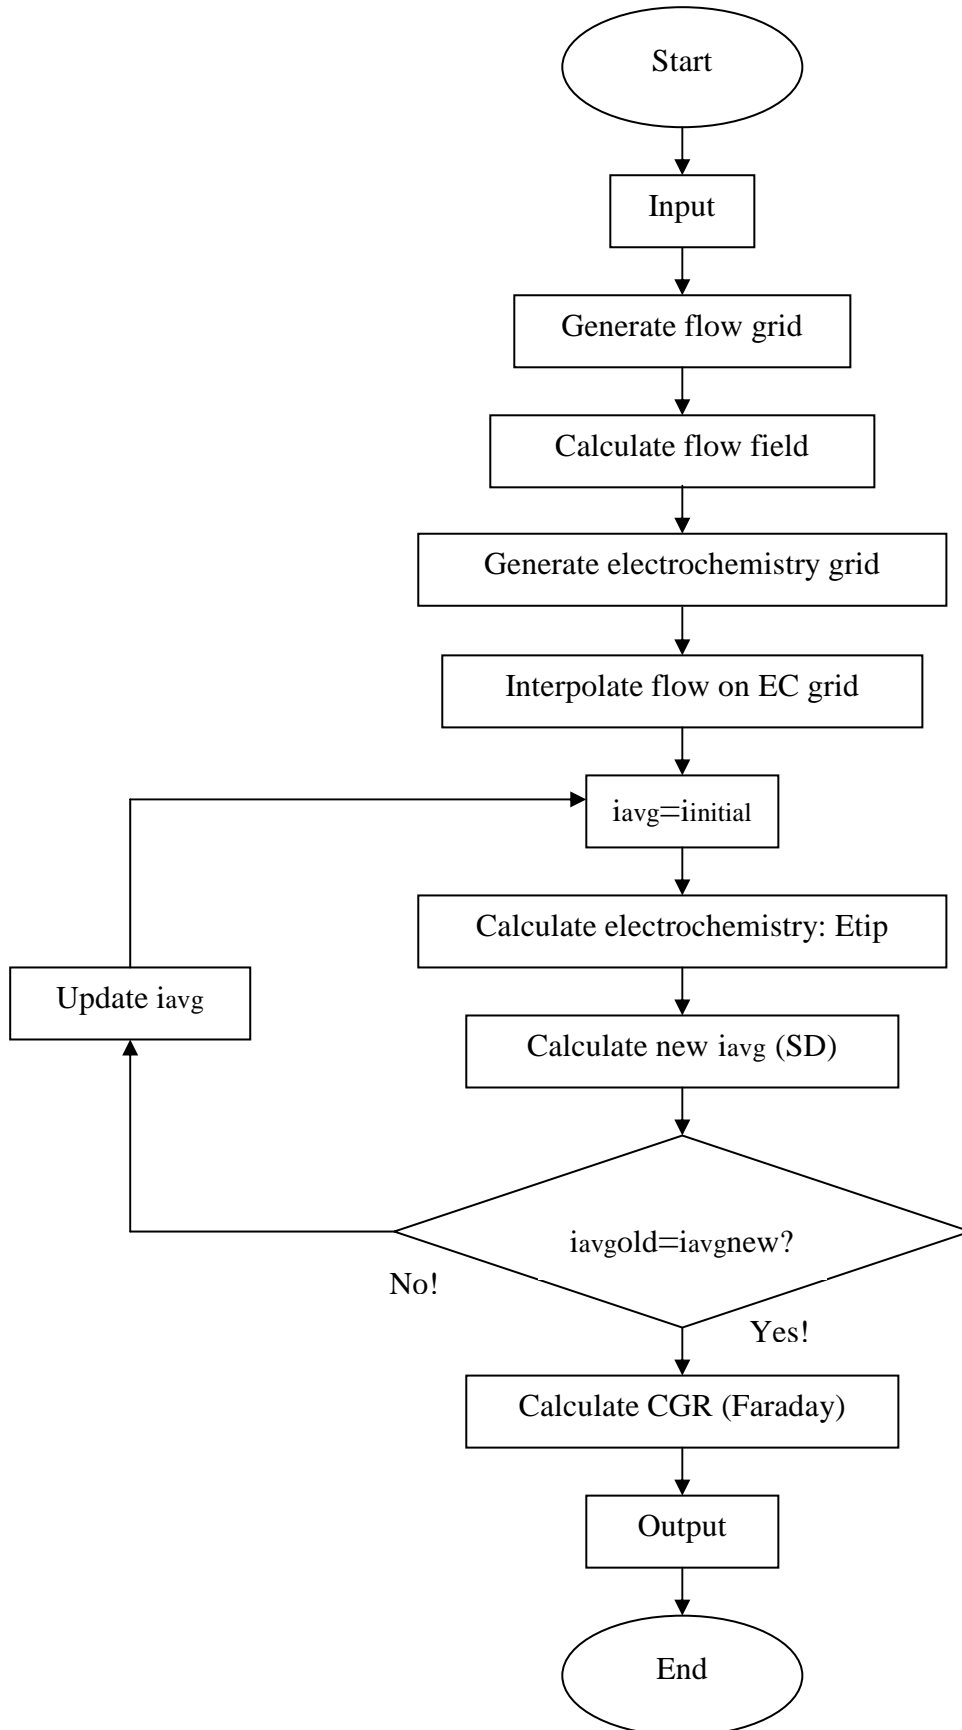 Start
Input
Generate flow grid
Calculate flow field
Generate electrochemistry grid
Interpolate flow on EC grid
iavg=iinitial
Calculate electrochemistry: Etip
Update iavg
Calculate new iavg (SD)
iavgold=iavgnew?
No!
Yes!
Calculate CGR (Faraday)
Output
End